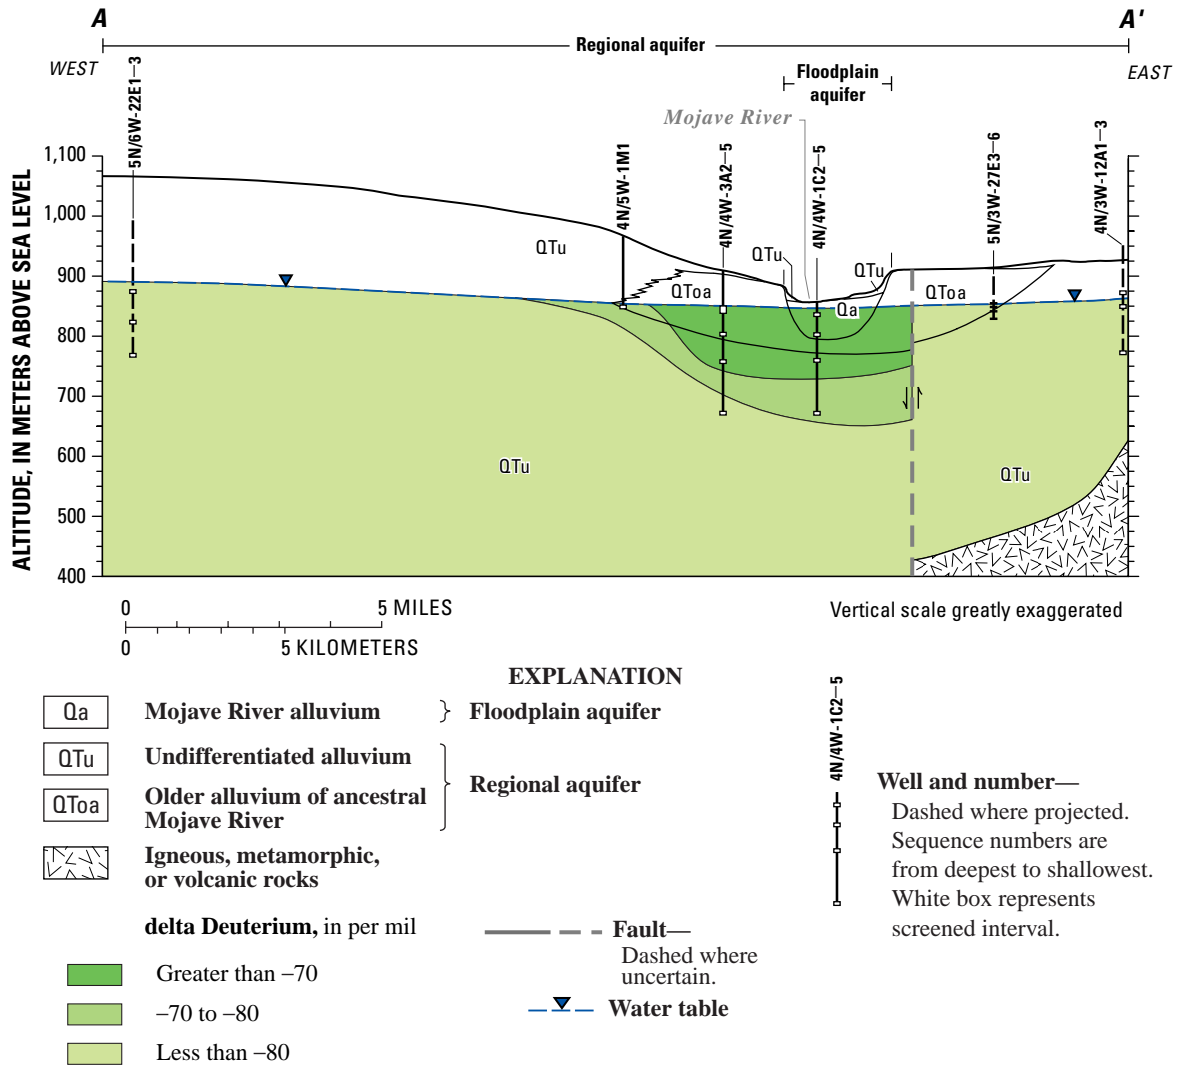 A
A'
Regional aquifer
WEST
EAST
Floodplain
aquifer
Mojave River
5N/6W-22E1–3
4N/5W-1M1
4N/4W-3A2–5
4N/4W-1C2–5
5N/3W-27E3–6
4N/3W-12A1–3
ALTITUDE, IN METERS ABOVE SEA LEVEL
1,100
1,000
900
800
700
600
500
400
QTu
QToa
QTu
Qa
QTu
QToa
QTu
QTu
0
5 MILES
0
5 KILOMETERS
Vertical scale greatly exaggerated
EXPLANATION
Qa
Mojave River alluvium
Floodplain aquifer
QTu
Undifferentiated alluvium
QToa
Older alluvium of ancestral
Mojave River
Regional aquifer
Igneous, metamorphic,
or volcanic rocks
delta Deuterium, in per mil
Greater than –70
–70 to –80
Less than –80
Fault—
Dashed where
uncertain.
Water table
4N/4W-1C2–5
Well and number—
Dashed where projected.
Sequence numbers are
from deepest to shallowest.
White box represents
screened interval.